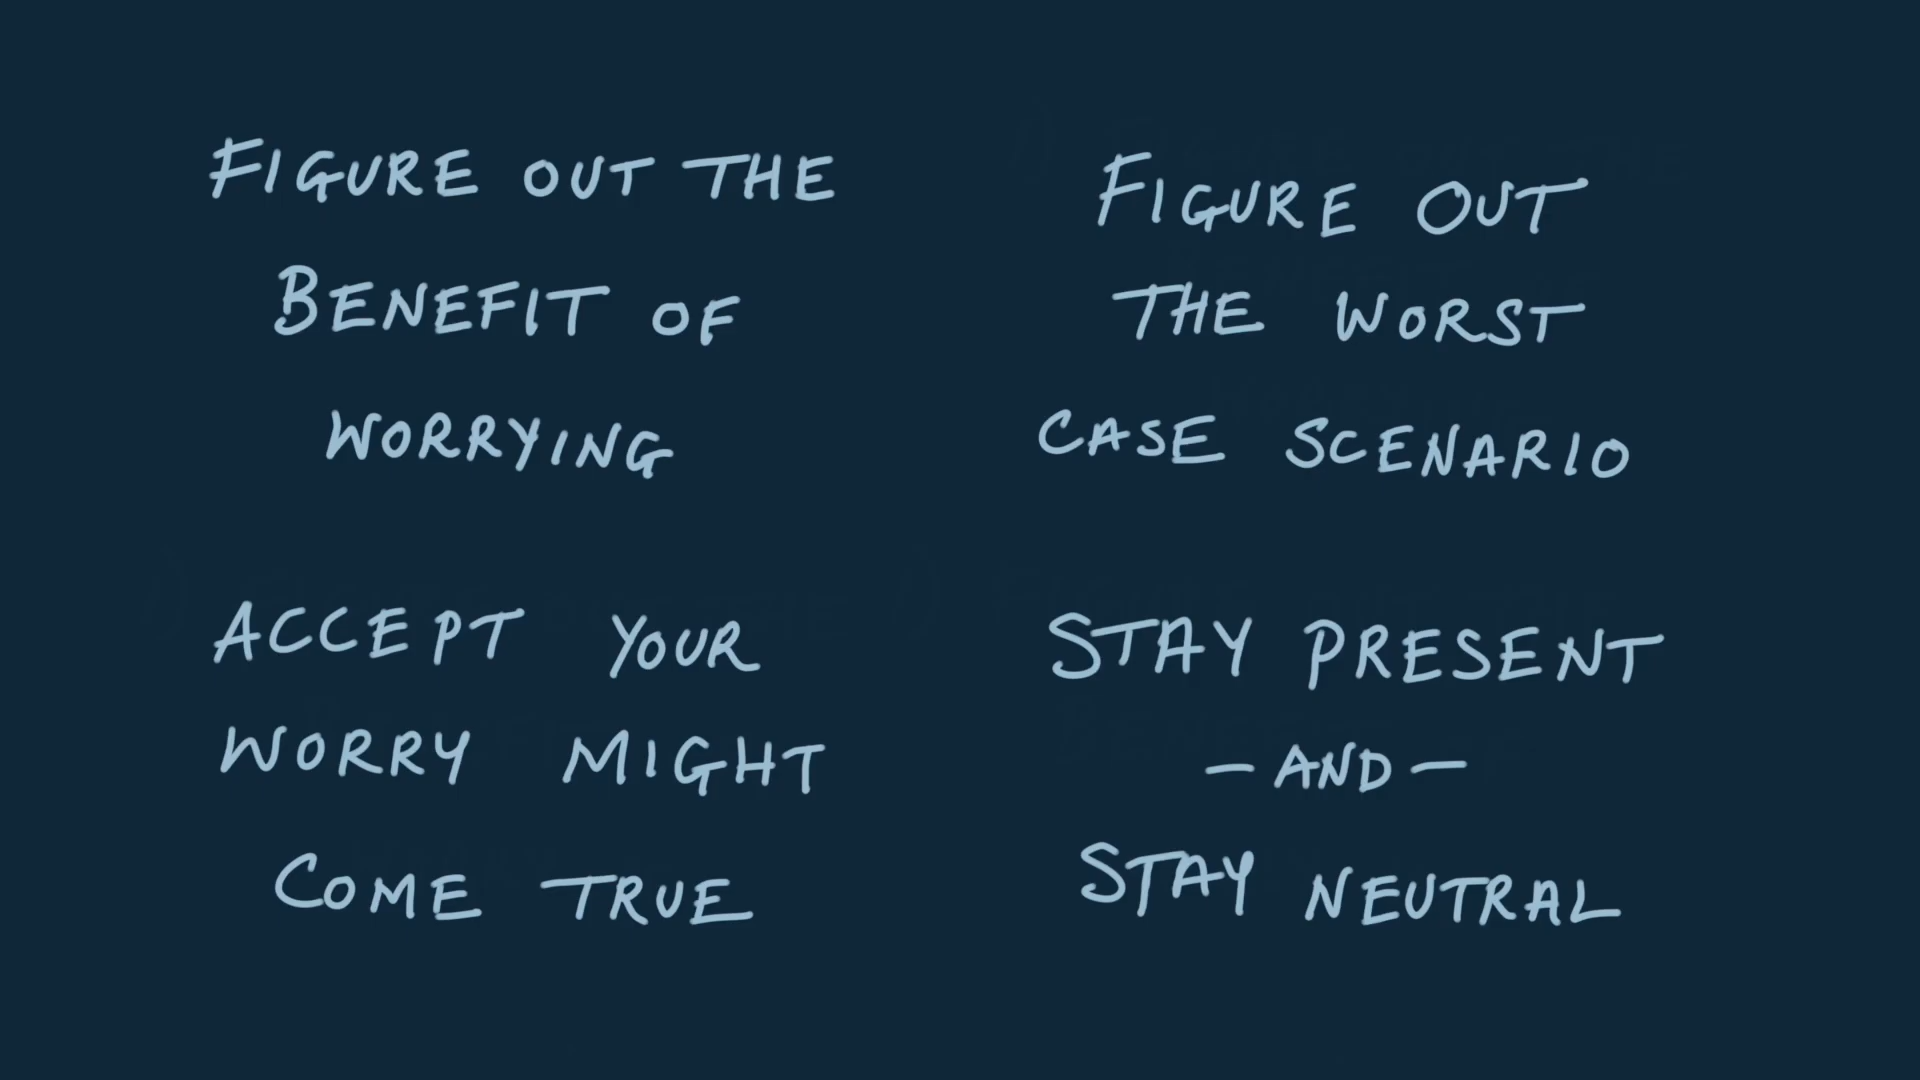 FIGURE OUT THE
BENEFIT OF
WORRYING
FIGURE OUT
THE WORST
CASE SCENARIO
ACCEPT YOUR
WORRY MIGHT
COME TRUE
STAY PRESENT
- AND -
STAY NEUTRAL